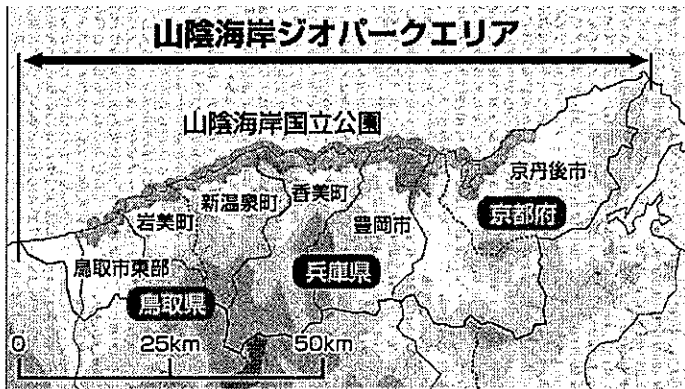 山陰海岸ジオパークエリア
山陰海岸国立公園
京丹後市
香美町
新温泉町
岩美町
豊岡市
京都府
鳥取市東部
兵庫県
鳥取県
0 25km 50km